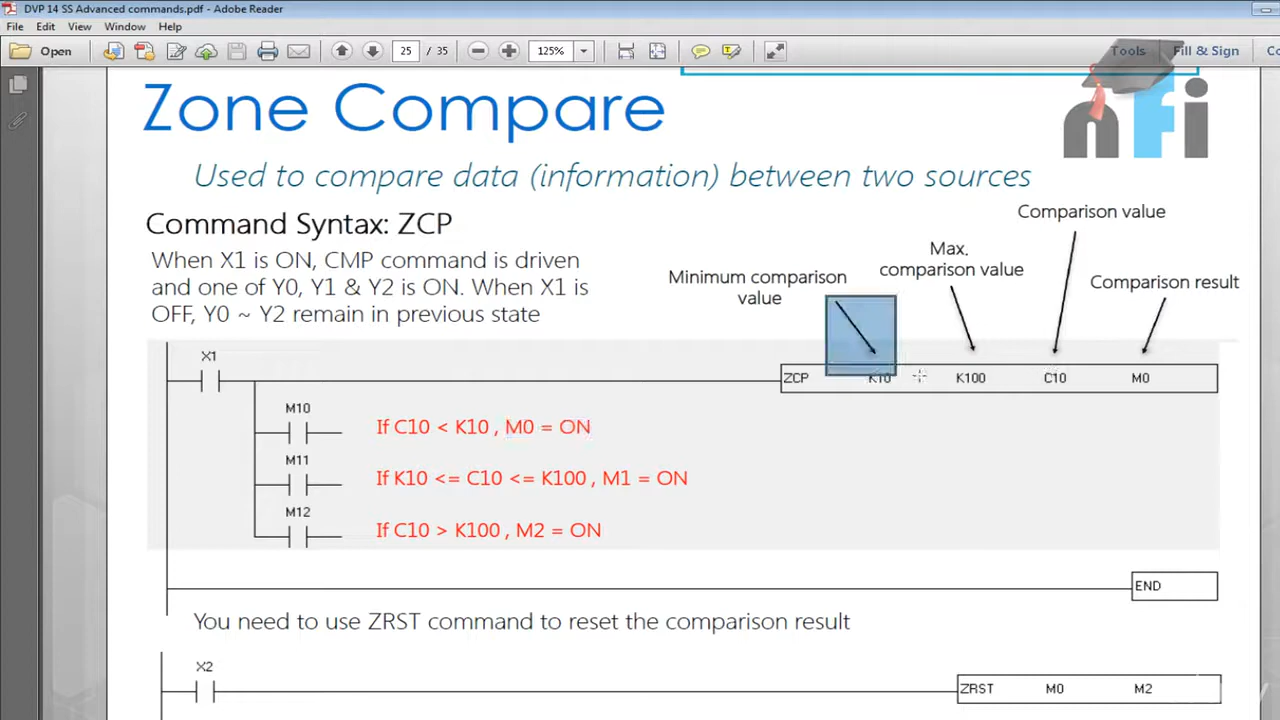 DVP 14 SS Advanced commands.pdf - Adobe Reader
File Edit View Window Help
Open 25 / 35 125% Tools Fill & Sign
nfi
Zone Compare
Used to compare data (information) between two sources
Command Syntax: ZCP
When X1 is ON, CMP command is driven
and one of Y0, Y1 & Y2 is ON. When X1 is
OFF, Y0 ~ Y2 remain in previous state
Minimum comparison
value
Max.
comparison value
Comparison value
Comparison result
X1
ZCP K10 K100 C10 M0
M10
If C10 < K10 , M0 = ON
M11
If K10 <= C10 <= K100 , M1 = ON
M12
If C10 > K100 , M2 = ON
END
You need to use ZRST command to reset the comparison result
X2
ZRST M0 M2